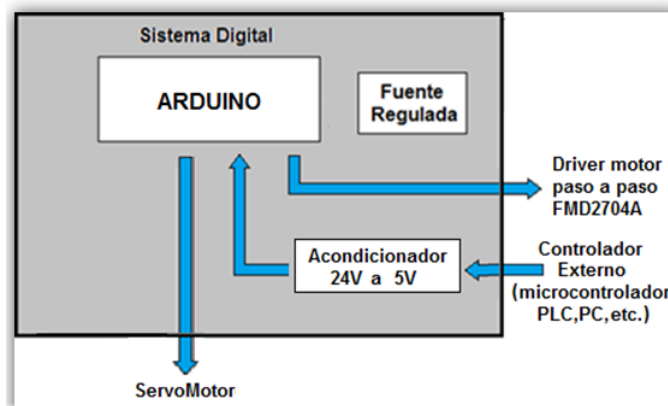 Sistema Digital
ARDUINO
Fuente
Regulada
Driver motor
paso a paso
FMD2704A
Acondicionador
24V a 5V
Controlador
Externo
(microcontrolador
PLC,PC,etc.)
ServoMotor